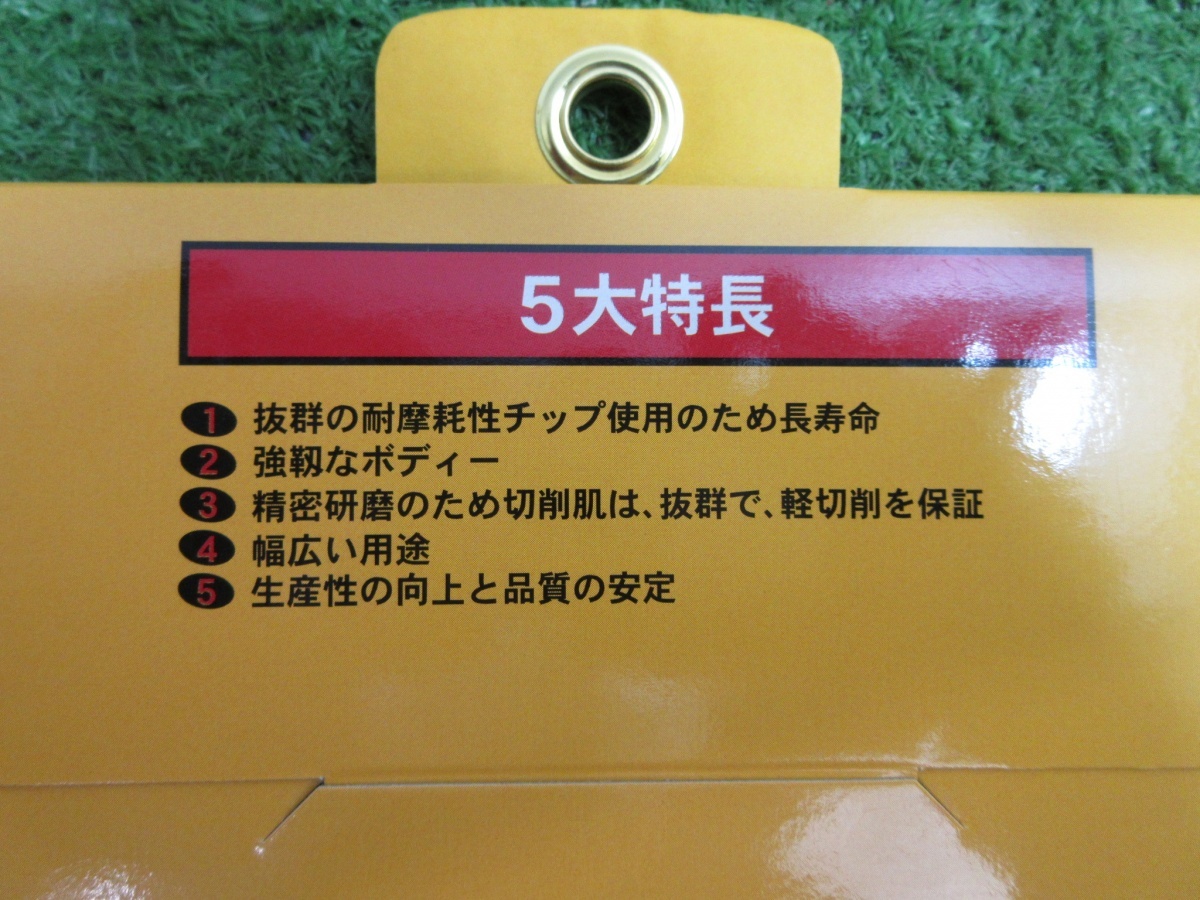 5大特長
1 抜群の耐摩耗性チップ使用のため長寿命
2 強靱なボディー
3 精密研磨のため切削肌は、抜群で、軽切削を保証
4 幅広い用途
5 生産性の向上と品質の安定